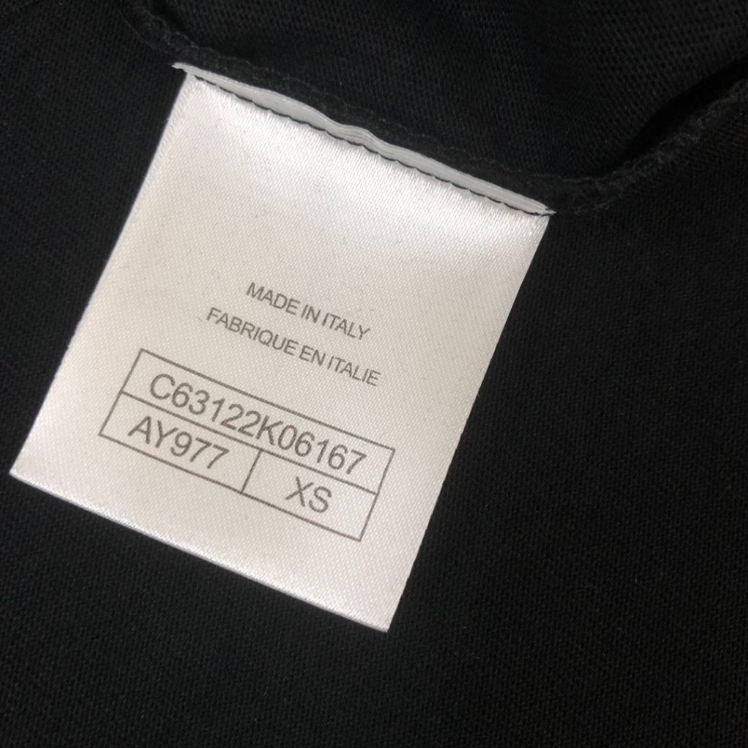 MADE IN ITALY
FABRIQUE EN ITALIE
C63122K06167
AY977 XS